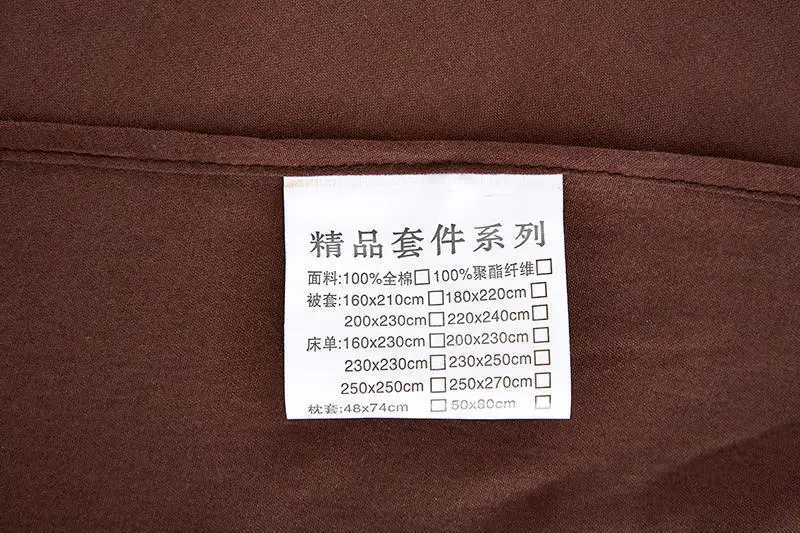 精品套件系列
面料:100%全棉□ 100%聚酯纤维□
被套:160x210cm□ 180x220cm□
200x230cm□ 220x240cm□
床单:160x230cm□ 200x230cm□
230x230cm□ 230x250cm□
250x250cm□ 250x270cm□
枕套:48x74cm □ 50x80cm □